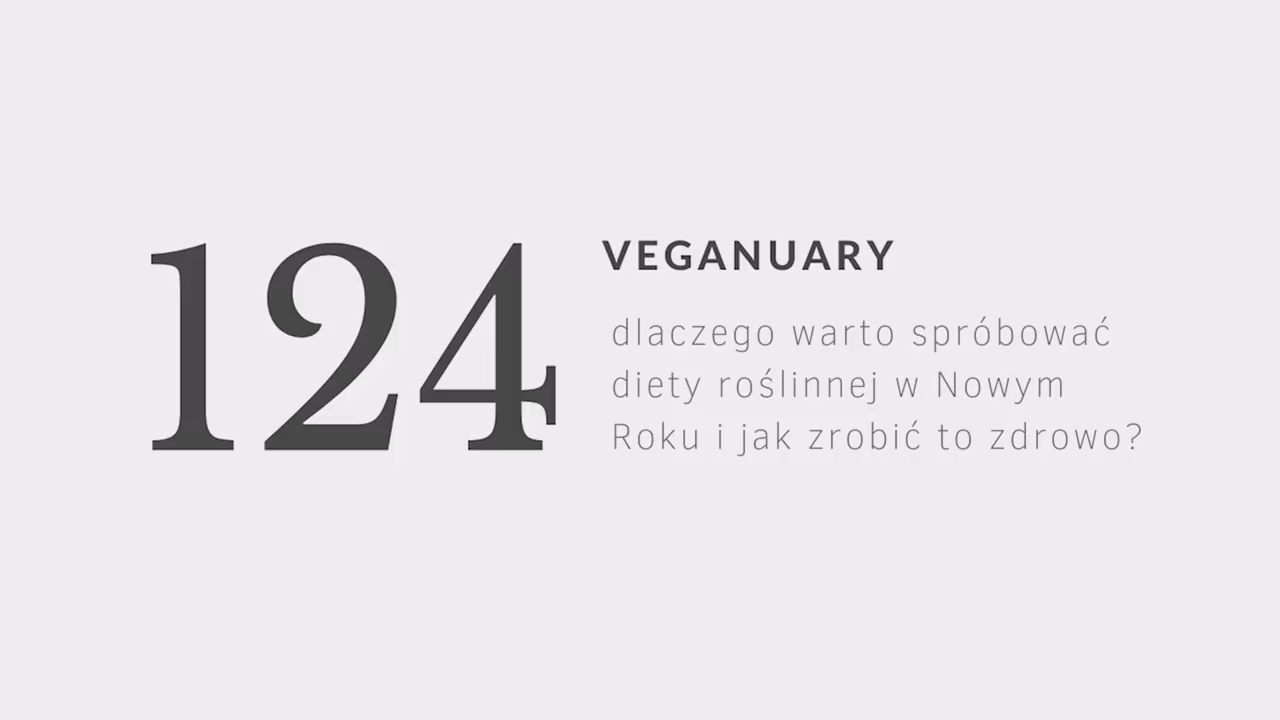 124
VEGANUARY
dlaczego warto spróbować
diety roślinnej w Nowym
Roku i jak zrobić to zdrowo?